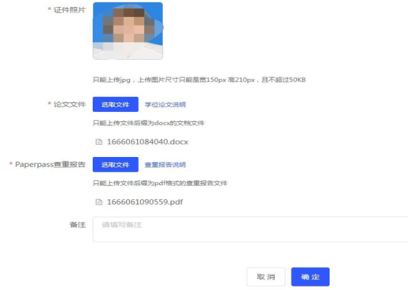 * 证件照片
只能上传jpg，上传图片尺寸只能是宽150px 高210px，且不超过50KB
* 论文文件 选取文件 学位论文说明
只能上传文件后缀为docx的文档文件
1666061084040.docx
* Paperpass查重报告 选取文件 查重报告说明
只能上传文件后缀为pdf格式的查重报告文件
1666061090559.pdf
备注 请填写备注
取 消 确 定